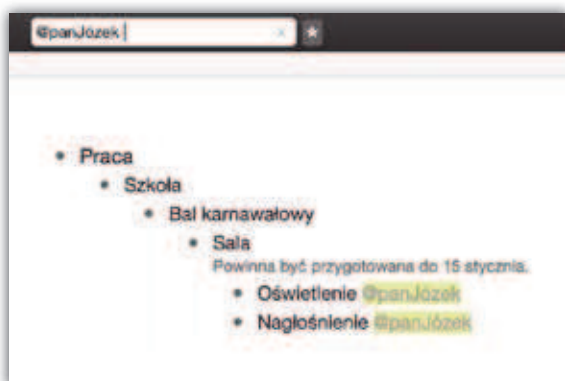 @panJózek
Praca
Szkoła
Bal karnawałowy
Sala
Powinna być przygotowana do 15 stycznia.
Oświetlenie @panJózek
Nagłośnienie @panJózek